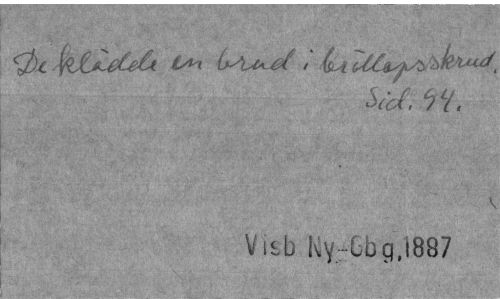 De klädde en brud i bröllopsskrud.
Sid. 94.
Visb Ny-Gbg,1887